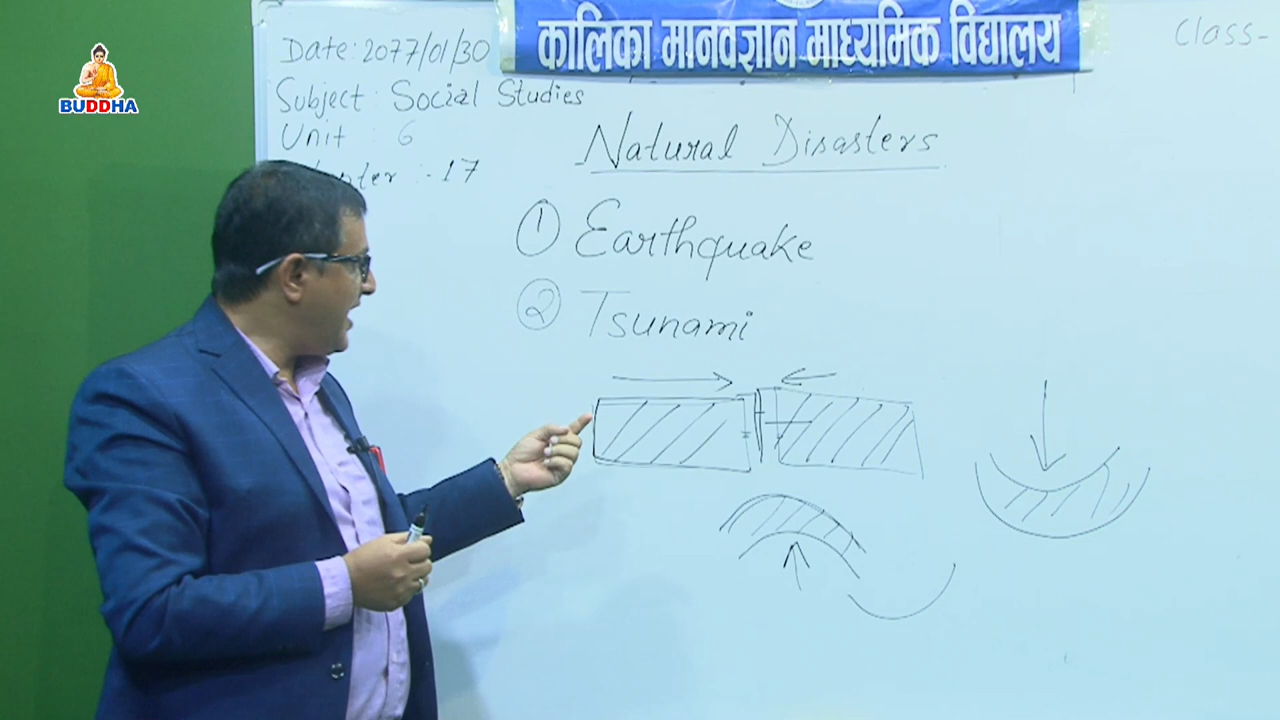 BUDDHA
कालिका मानवज्ञान माध्यमिक विद्यालय
Class-
Date: 2077/01/30
Subject: Social Studies
Unit : 6
:- 17
Natural Disasters
① Earthquake
② Tsunami